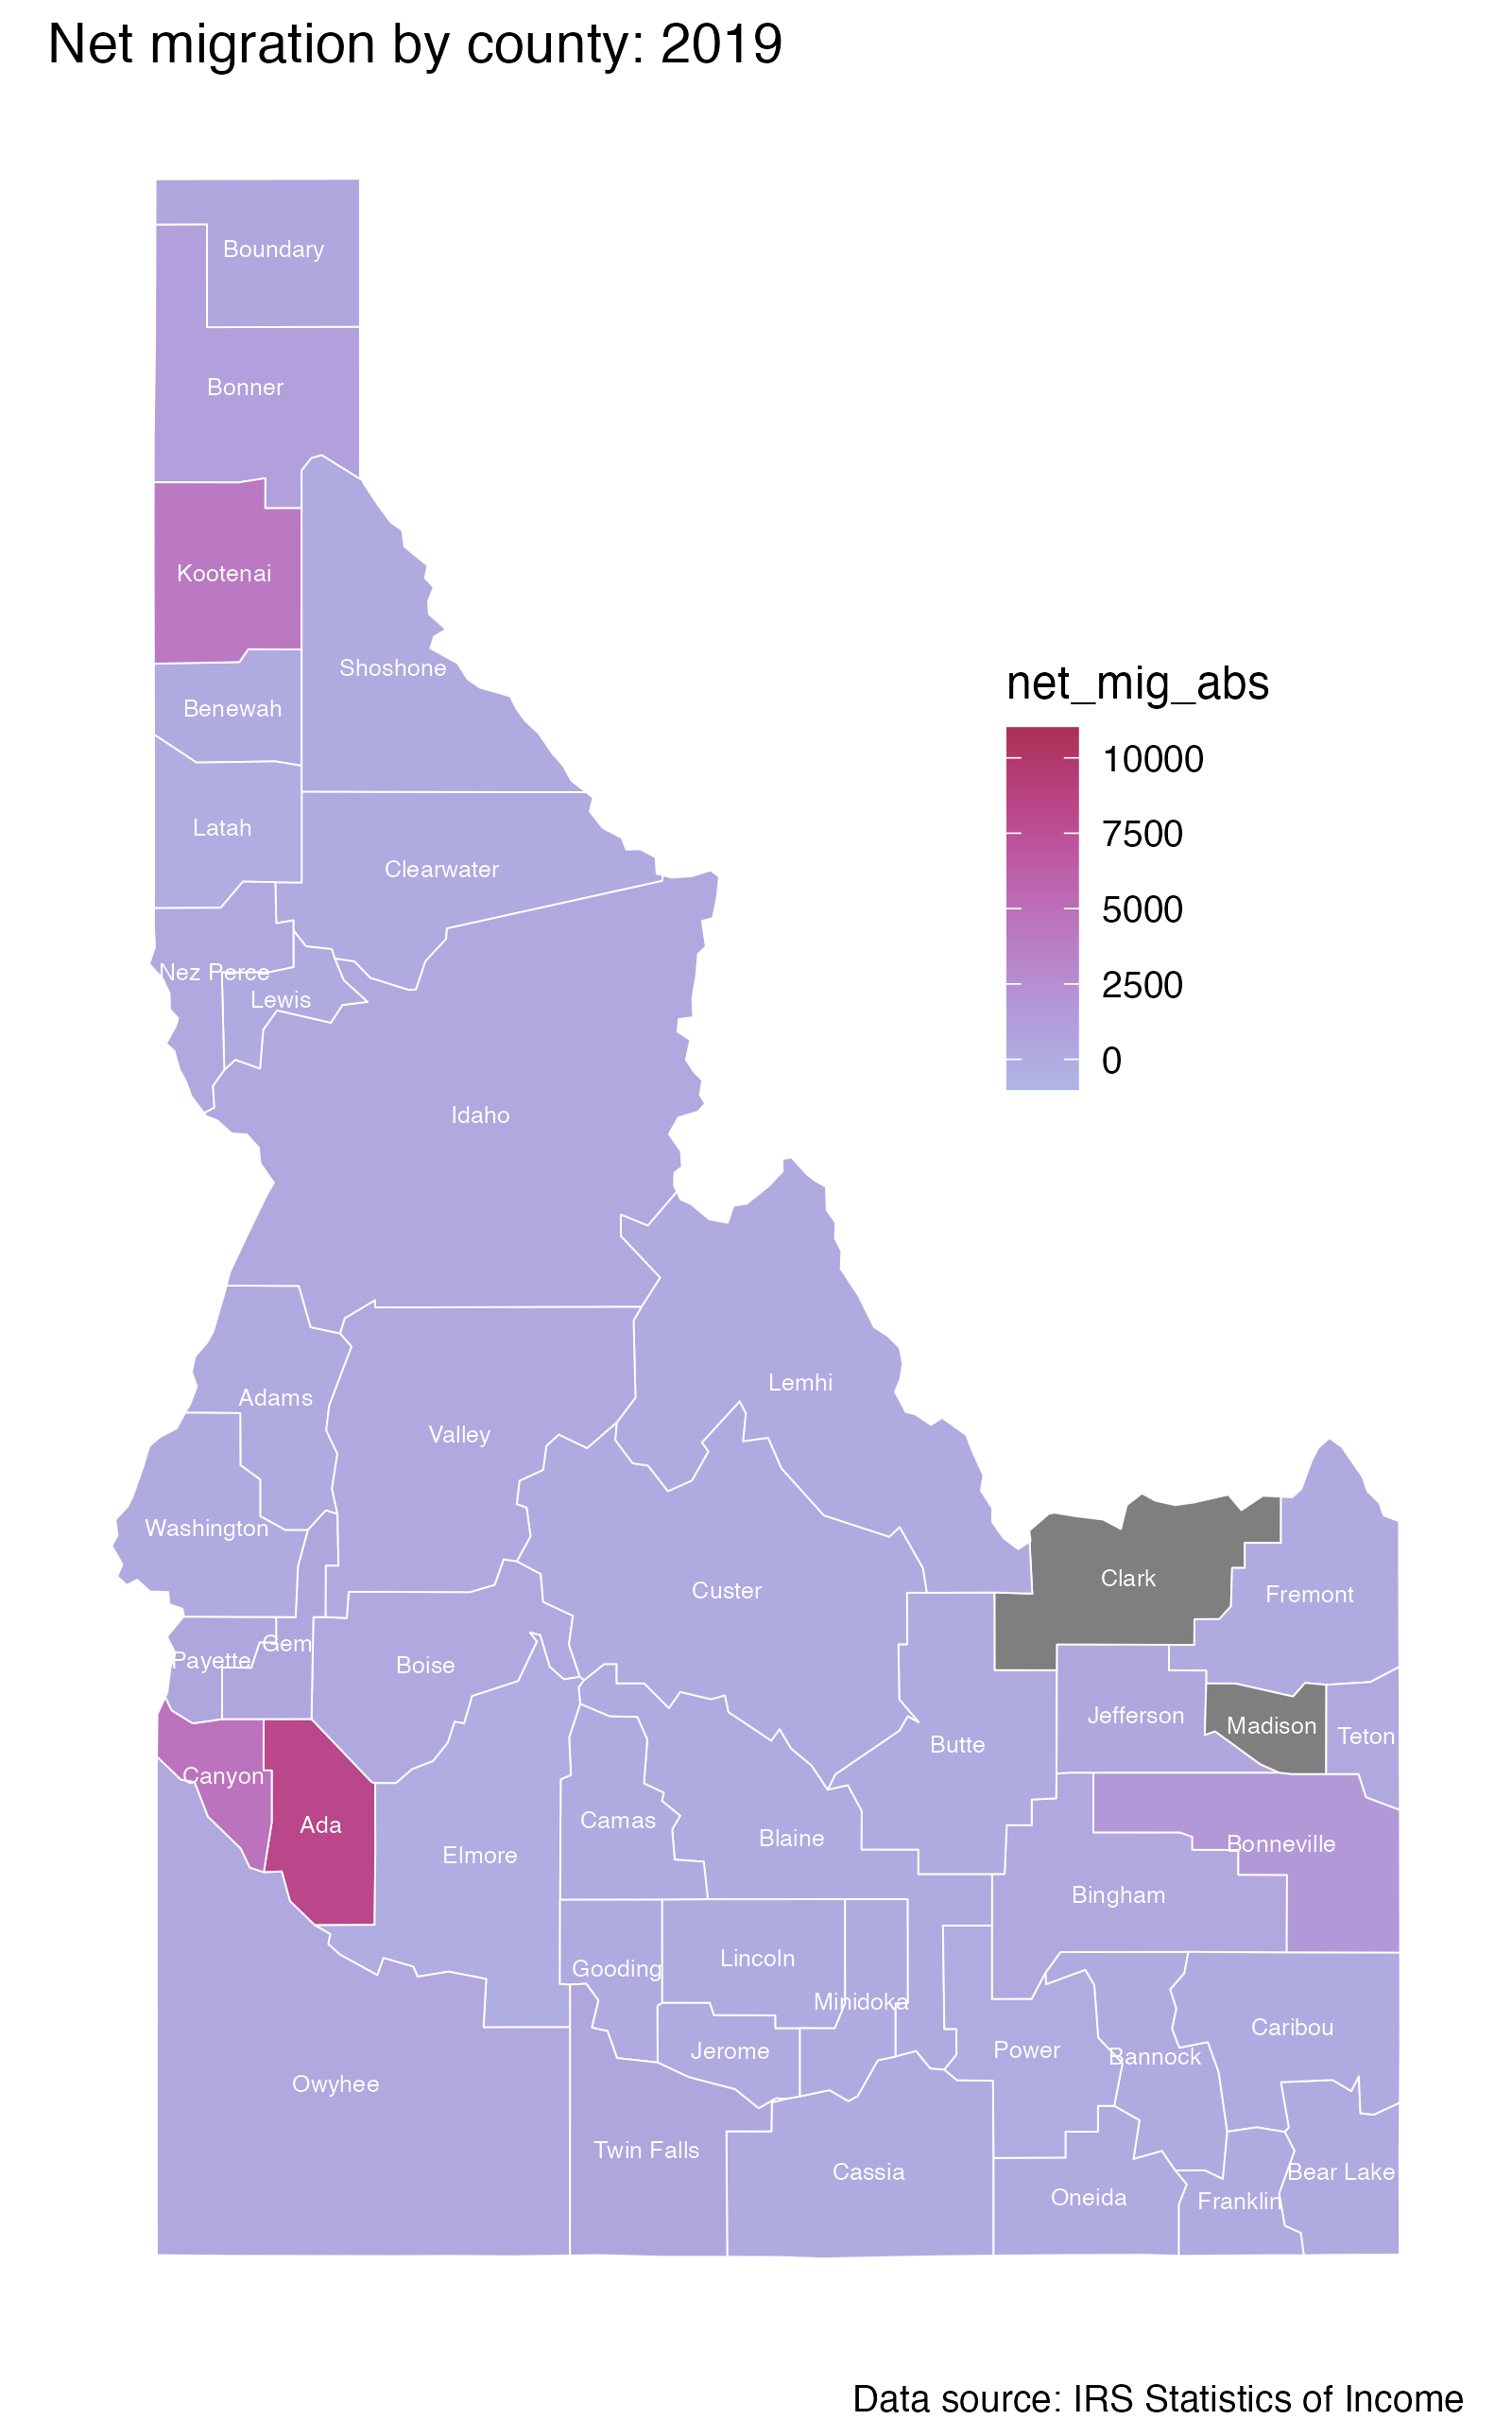 Net migration by county: 2019
Boundary
Bonner
Kootenai
Shoshone
Benewah
net_mig_abs
10000
7500
5000
2500
0
Latah
Clearwater
Nez Perce
Lewis
Idaho
Lemhi
Adams
Valley
Washington
Custer
Clark
Fremont
Gem
Payette
Boise
Jefferson
Madison
Teton
Butte
Canyon
Ada
Camas
Blaine
Bonneville
Elmore
Bingham
Lincoln
Gooding
Minidoka
Caribou
Jerome
Power
Bannock
Owyhee
Twin Falls
Cassia
Bear Lake
Oneida
Franklin
Data source: IRS Statistics of Income